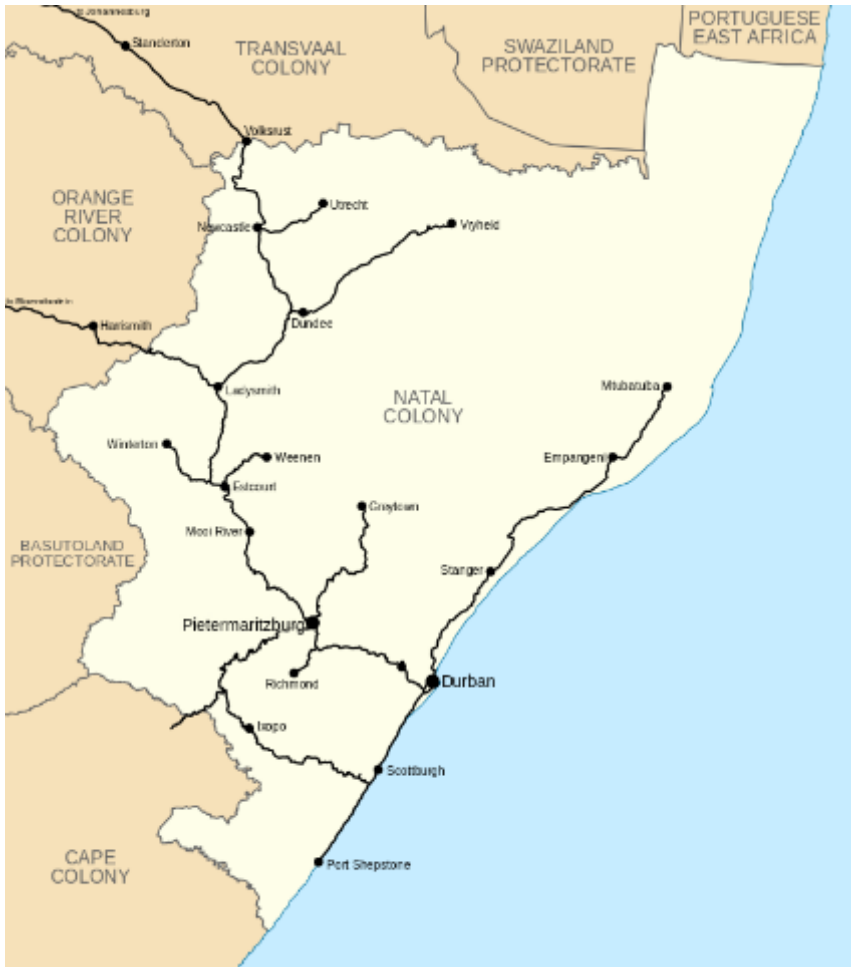 to Johannesburg
Standerton
TRANSVAAL
COLONY
SWAZILAND
PROTECTORATE
PORTUGUESE
EAST AFRICA
Volksrust
ORANGE
RIVER
COLONY
Utrecht
Newcastle
Vryheid
Harrismith
Dundee
Ladysmith
NATAL
COLONY
Mtubatuba
Winterton
Weenen
Empangeni
Estcourt
Greytown
Mooi River
BASUTOLAND
PROTECTORATE
Stanger
Pietermaritzburg
Richmond
Durban
Ixopo
Scottburgh
CAPE
COLONY
Port Shepstone